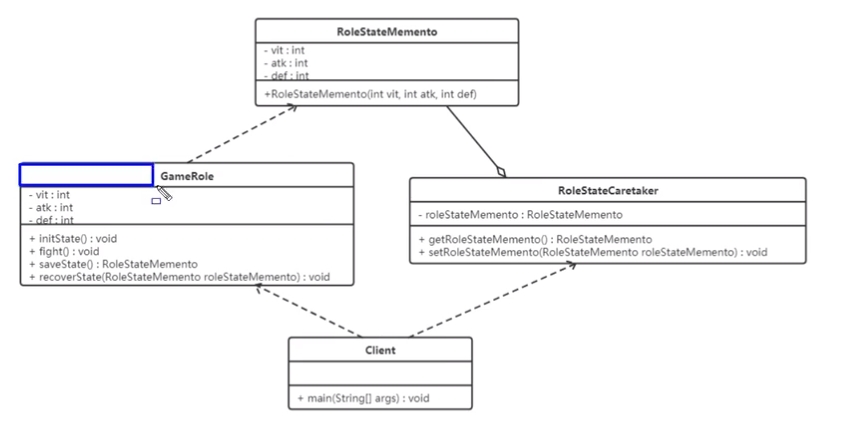 RoleStateMemento
- vit : int
- atk : int
- def : int
+RoleStateMemento(int vit, int atk, int def)
GameRole
- vit : int
- atk : int
- def : int
+ initState() : void
+ fight() : void
+ saveState() : RoleStateMemento
+ recoverState(RoleStateMemento roleStateMemento) : void
RoleStateCaretaker
- roleStateMemento : RoleStateMemento
+ getRoleStateMemento() : RoleStateMemento
+ setRoleStateMemento(RoleStateMemento roleStateMemento) : void
Client
+ main(String[] args) : void